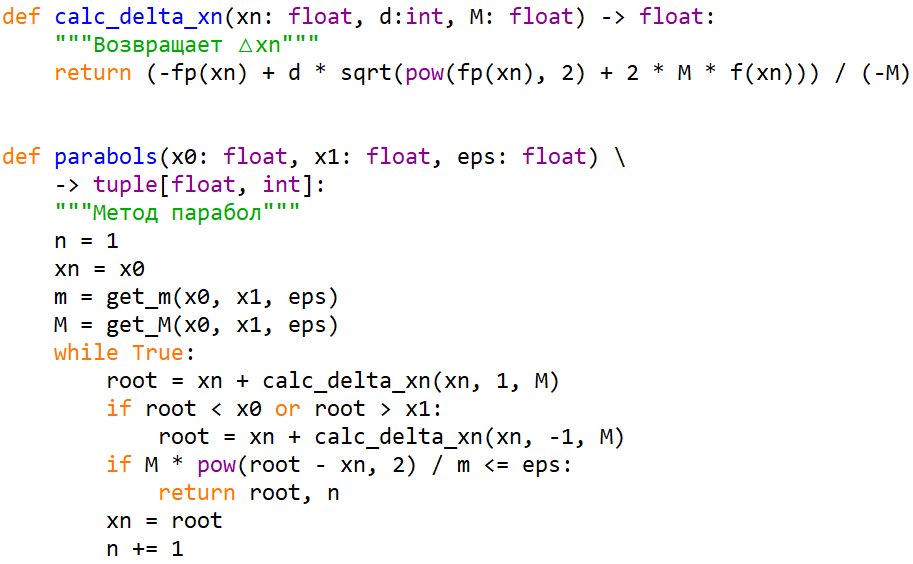 def calc_delta_xn(xn: float, d:int, M: float) -> float:
    """Возвращает △xn"""
    return (-fp(xn) + d * sqrt(pow(fp(xn), 2) + 2 * M * f(xn))) / (-M)
def parabols(x0: float, x1: float, eps: float) \
    -> tuple[float, int]:
    """Метод парабол"""
    n = 1
    xn = x0
    m = get_m(x0, x1, eps)
    M = get_M(x0, x1, eps)
    while True:
        root = xn + calc_delta_xn(xn, 1, M)
        if root < x0 or root > x1:
            root = xn + calc_delta_xn(xn, -1, M)
        if M * pow(root - xn, 2) / m <= eps:
            return root, n
        xn = root
        n += 1